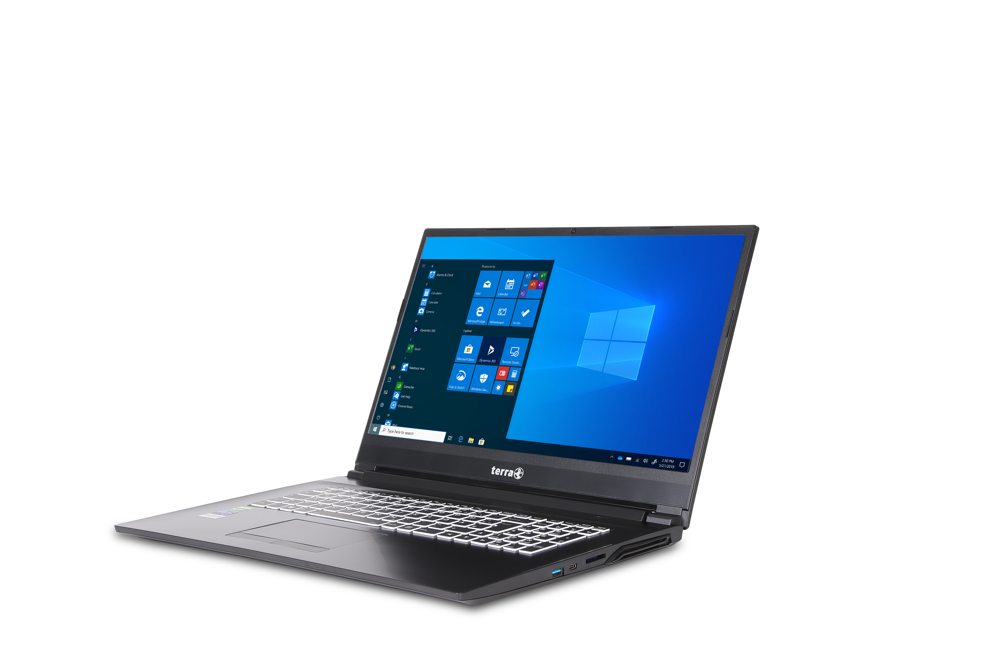 A
Alarms & Clock
C
Calculator
Calendar
Camera
D
Dynamics 365
E
Excel
F
Feedback Hub
G
Game bar
Get Help
Groove Music
M
Mail
Productivity
Mail
Calendar
Microsoft Edge
Whiteboard
To-Do
Explore
Microsoft Store
Dynamics 365
Remote Deskt...
Snip & Sketch
Windows Sec...
Type here to search
2:30 PM
5/21/2019
terra